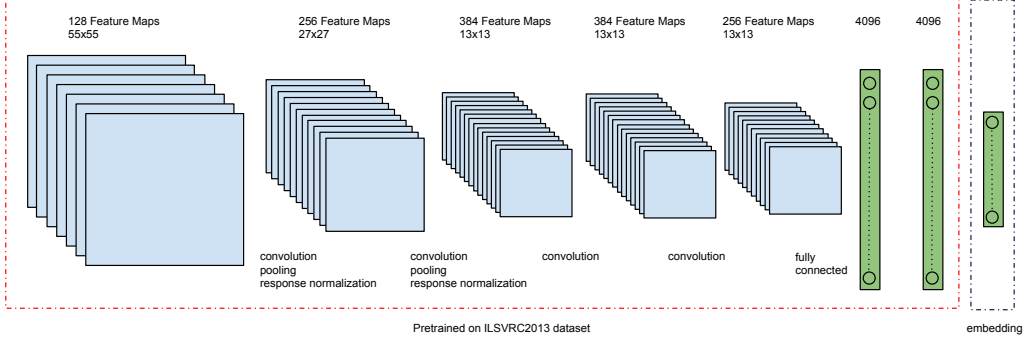 128 Feature Maps
55x55
256 Feature Maps
27x27
384 Feature Maps
13x13
384 Feature Maps
13x13
256 Feature Maps
13x13
4096
4096
convolution
pooling
response normalization
convolution
pooling
response normalization
convolution
convolution
fully
connected
Pretrained on ILSVRC2013 dataset
embedding